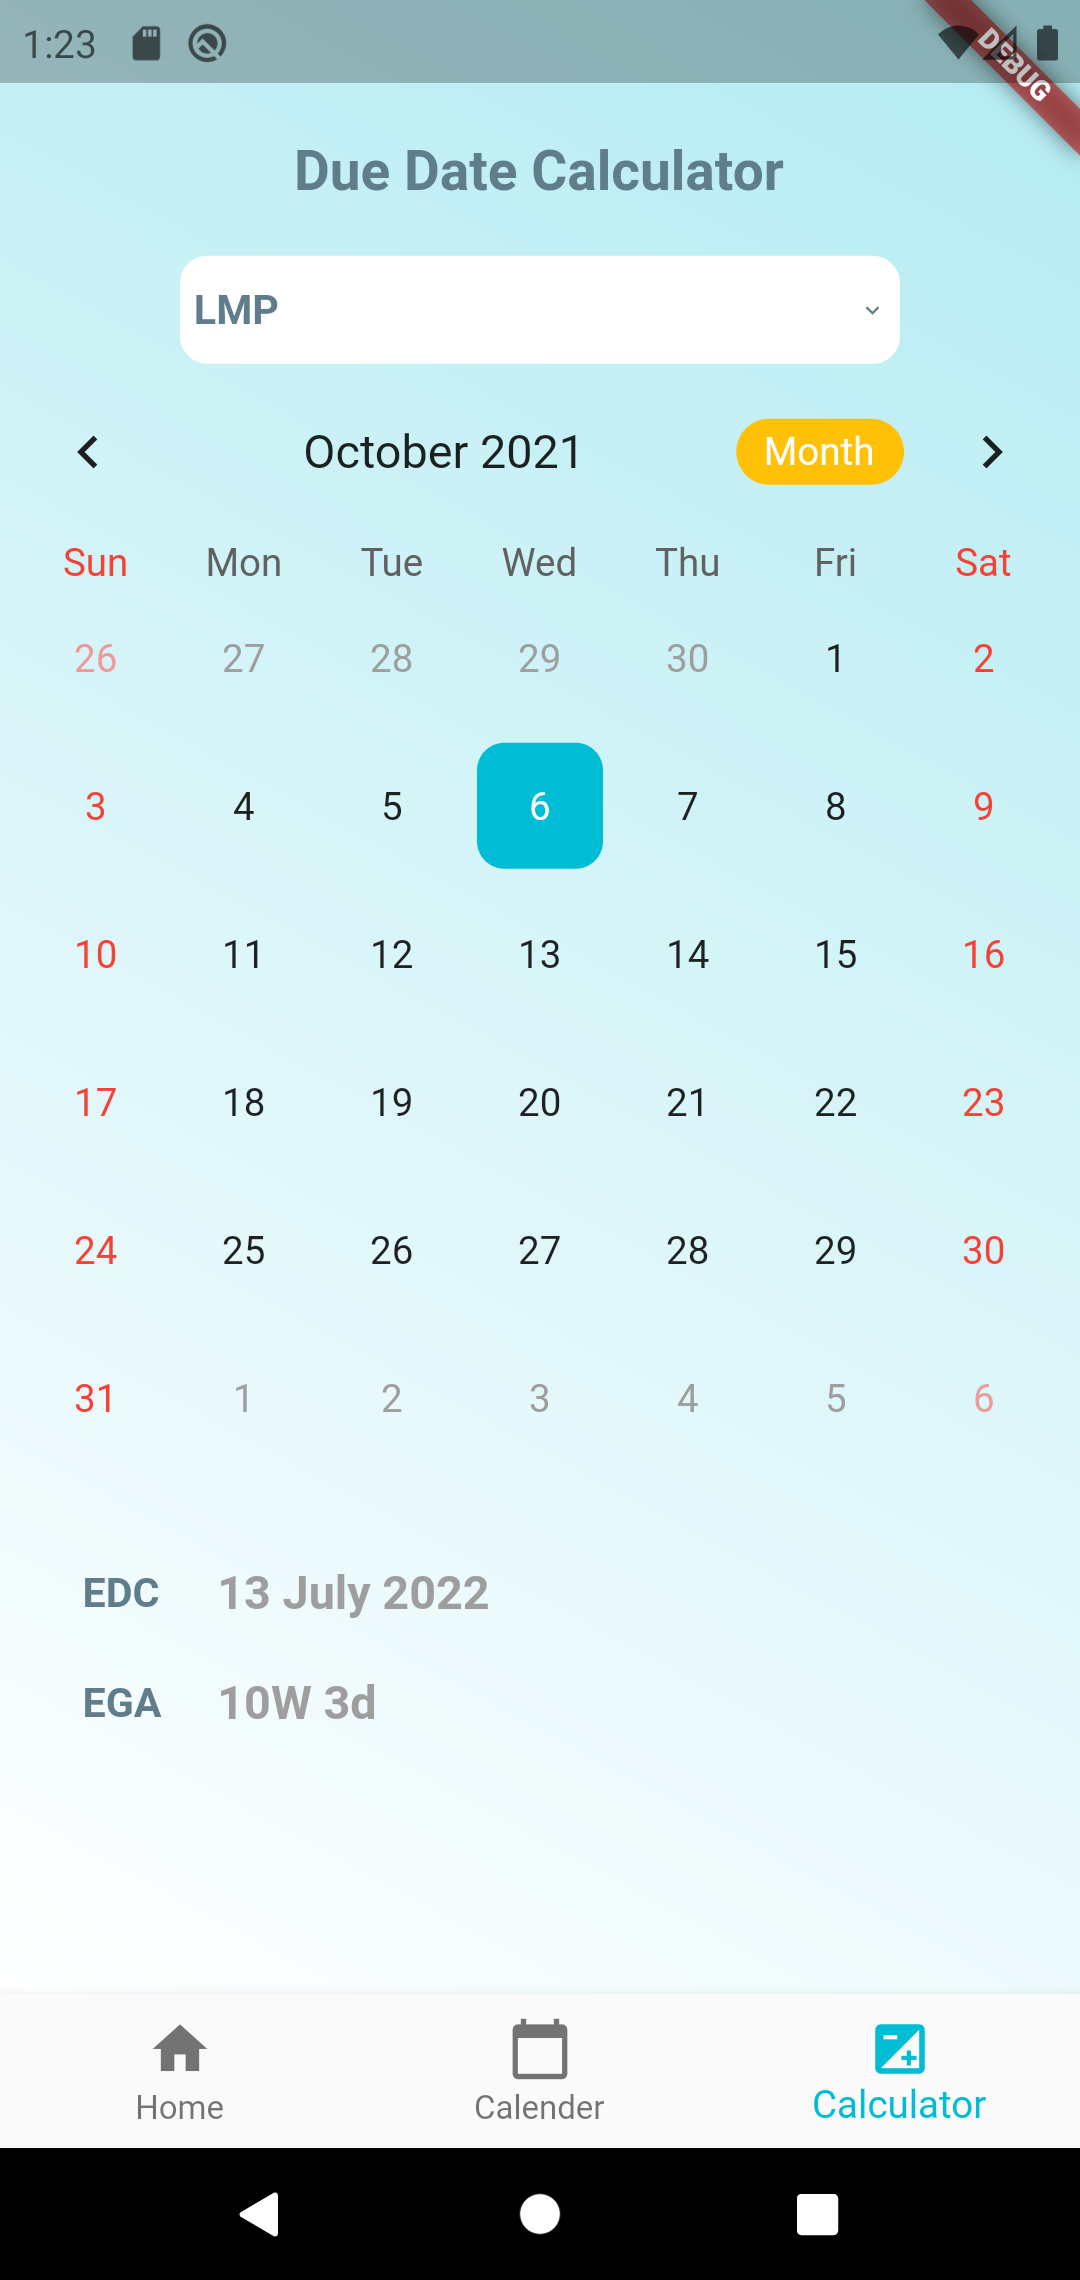 1:23
DEBUG
Due Date Calculator
LMP
October 2021 Month
Sun Mon Tue Wed Thu Fri Sat
26 27 28 29 30 1 2
3 4 5 6 7 8 9
10 11 12 13 14 15 16
17 18 19 20 21 22 23
24 25 26 27 28 29 30
31 1 2 3 4 5 6
EDC 13 July 2022
EGA 10W 3d
Home Calender Calculator